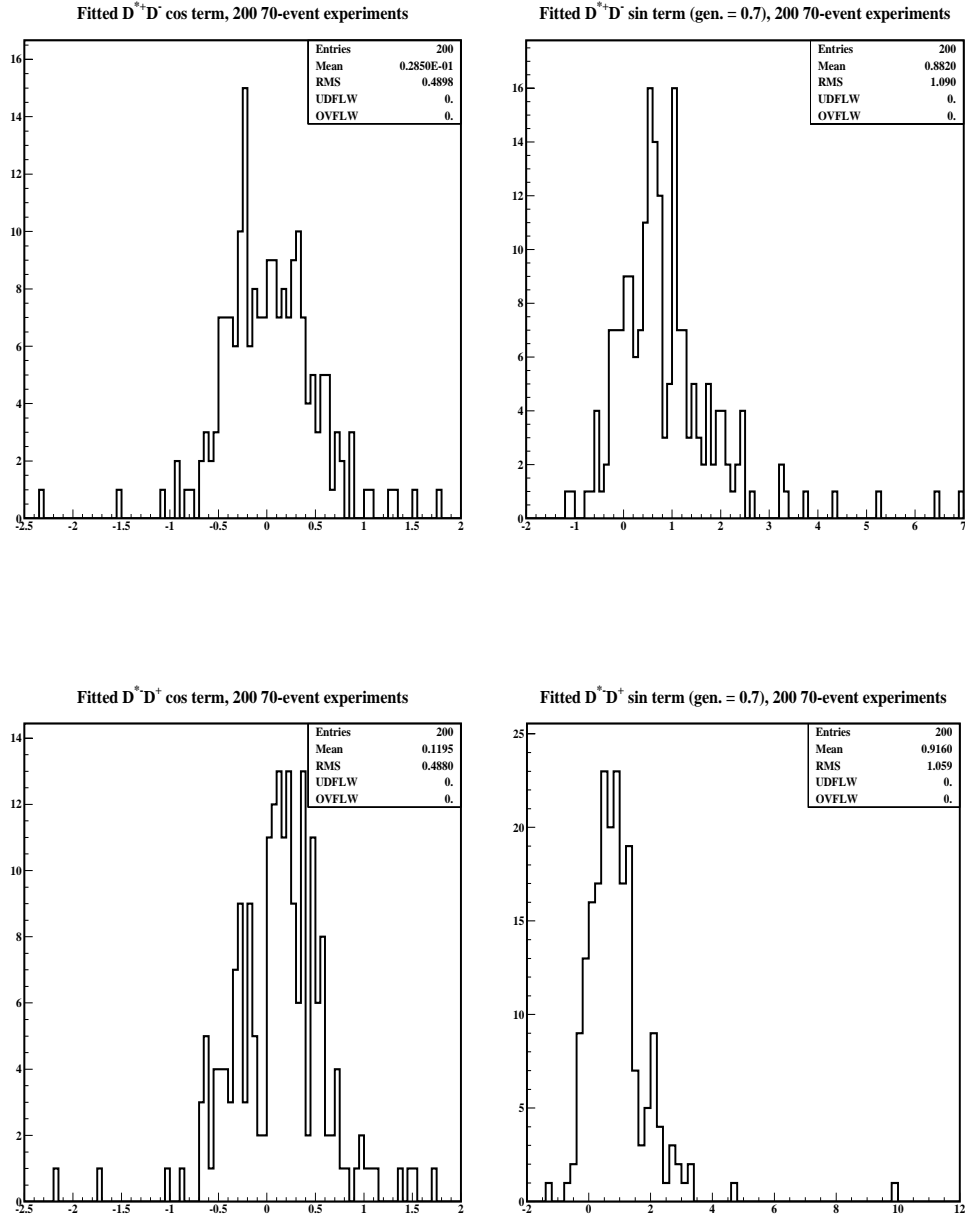 Fitted D*+D- cos term, 200 70-event experiments
Entries 200
Mean 0.2850E-01
RMS 0.4898
UDFLW 0.
OVFLW 0.
16
14
12
10
8
6
4
2
0
-2.5 -2 -1.5 -1 -0.5 0 0.5 1 1.5 2
Fitted D*+D- sin term (gen. = 0.7), 200 70-event experiments
Entries 200
Mean 0.8820
RMS 1.090
UDFLW 0.
OVFLW 0.
16
14
12
10
8
6
4
2
0
-2 -1 0 1 2 3 4 5 6 7
Fitted D*-D+ cos term, 200 70-event experiments
Entries 200
Mean 0.1195
RMS 0.4880
UDFLW 0.
OVFLW 0.
14
12
10
8
6
4
2
0
-2.5 -2 -1.5 -1 -0.5 0 0.5 1 1.5 2
Fitted D*-D+ sin term (gen. = 0.7), 200 70-event experiments
Entries 200
Mean 0.9160
RMS 1.059
UDFLW 0.
OVFLW 0.
25
20
15
10
5
0
-2 0 2 4 6 8 10 12